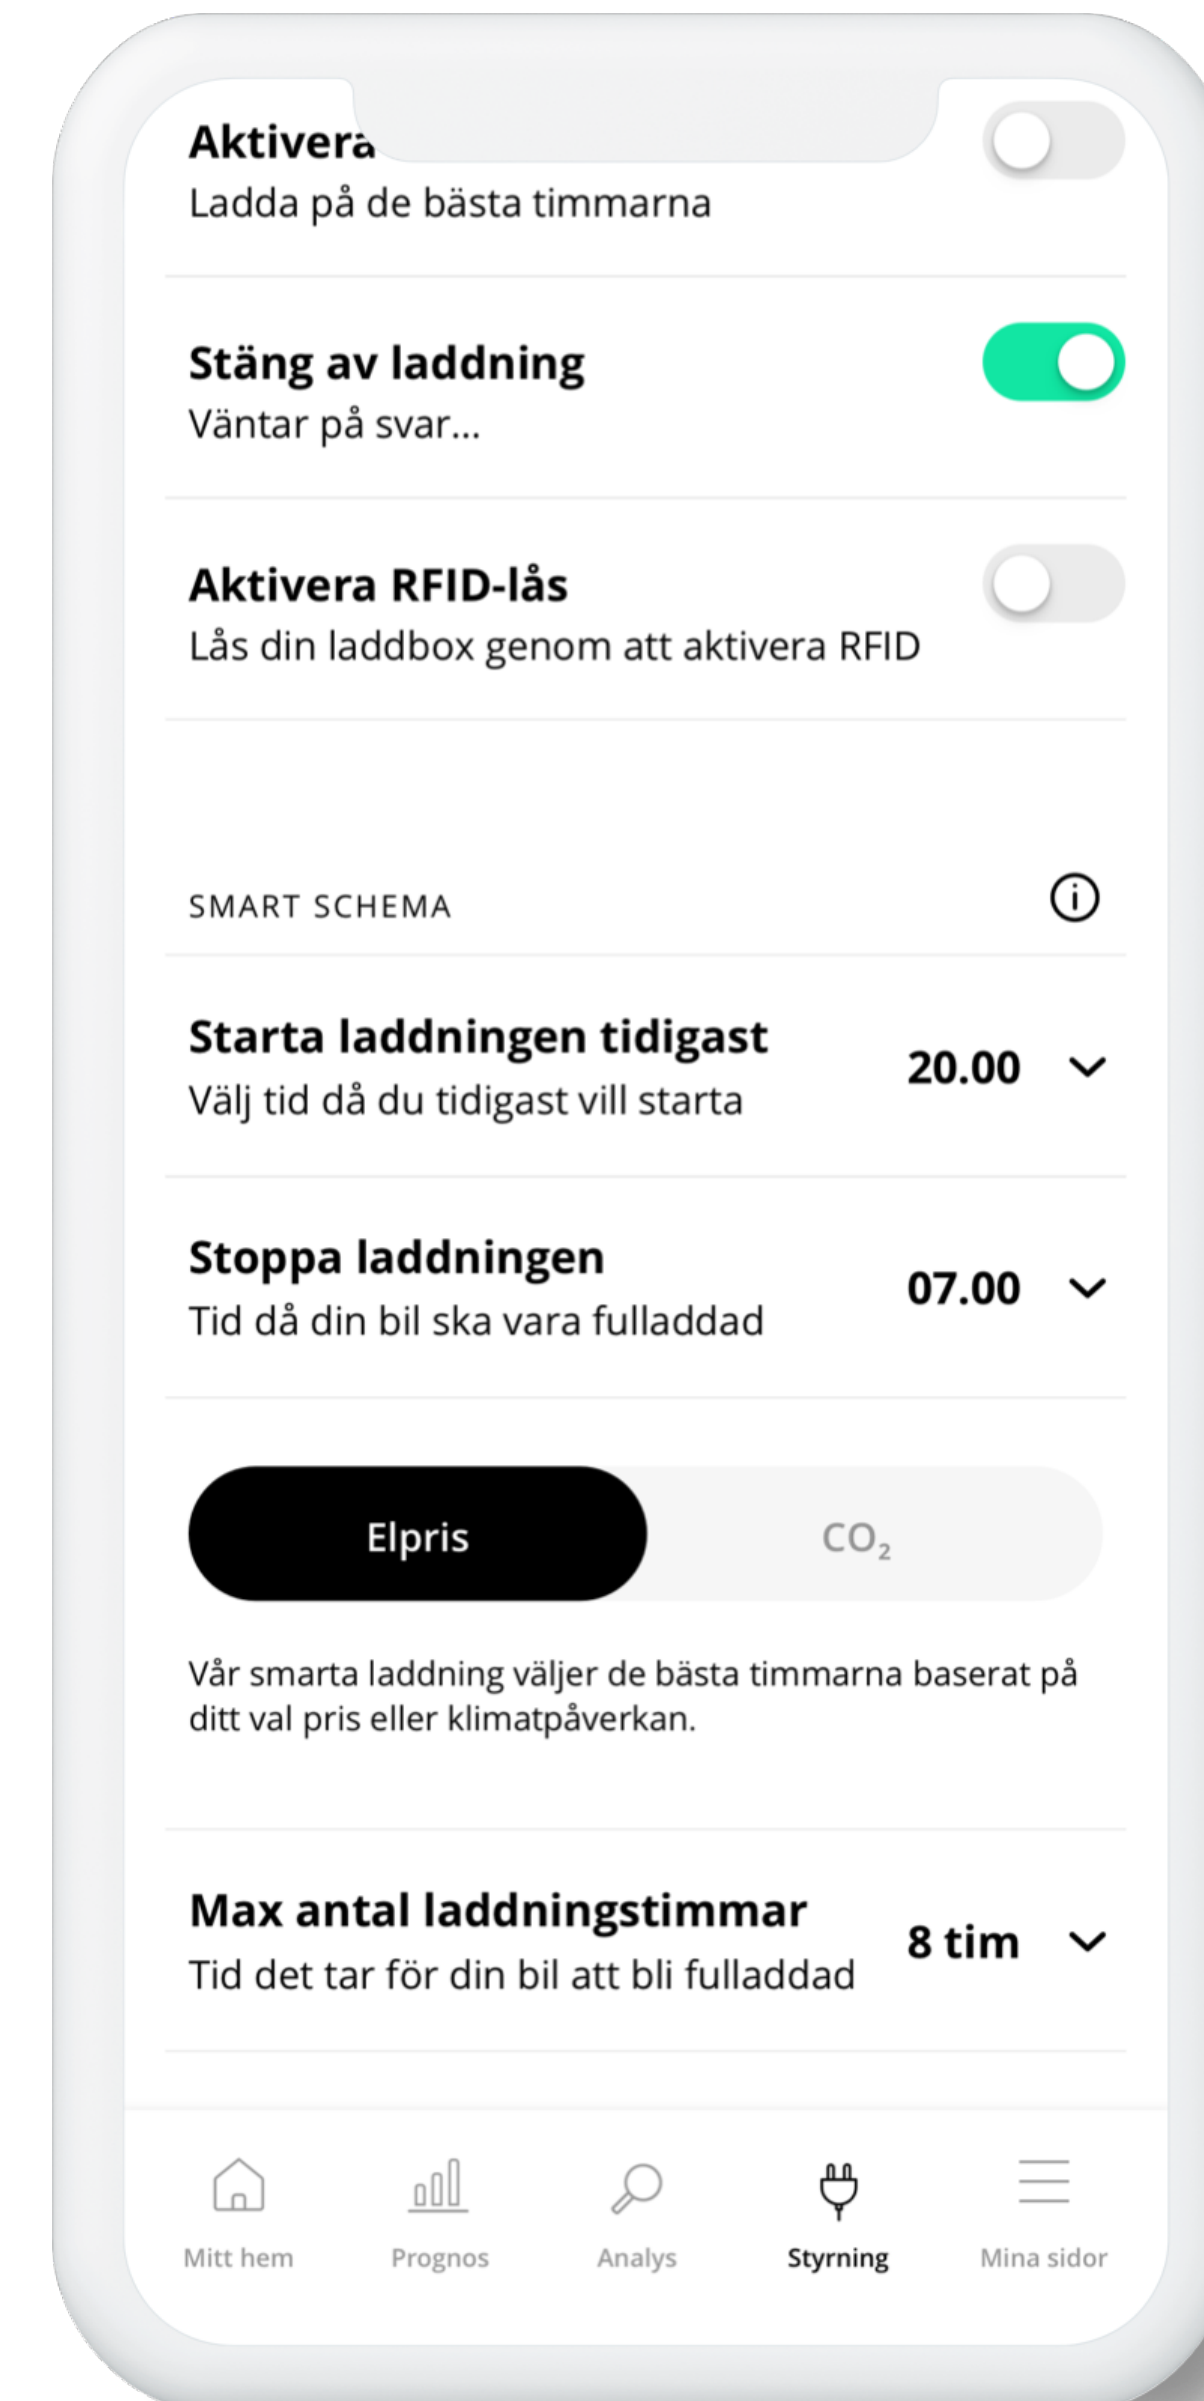 Aktivera
Ladda på de bästa timmarna
Stäng av laddning
Väntar på svar...
Aktivera RFID-lås
Lås din laddbox genom att aktivera RFID
SMART SCHEMA
Starta laddningen tidigast
Välj tid då du tidigast vill starta
20.00
Stoppa laddningen
Tid då din bil ska vara fulladdad
07.00
Elpris CO₂
Vår smarta laddning väljer de bästa timmarna baserat på
ditt val pris eller klimatpåverkan.
Max antal laddningstimmar
Tid det tar för din bil att bli fulladdad
8 tim
Mitt hem Prognos Analys Styrning Mina sidor